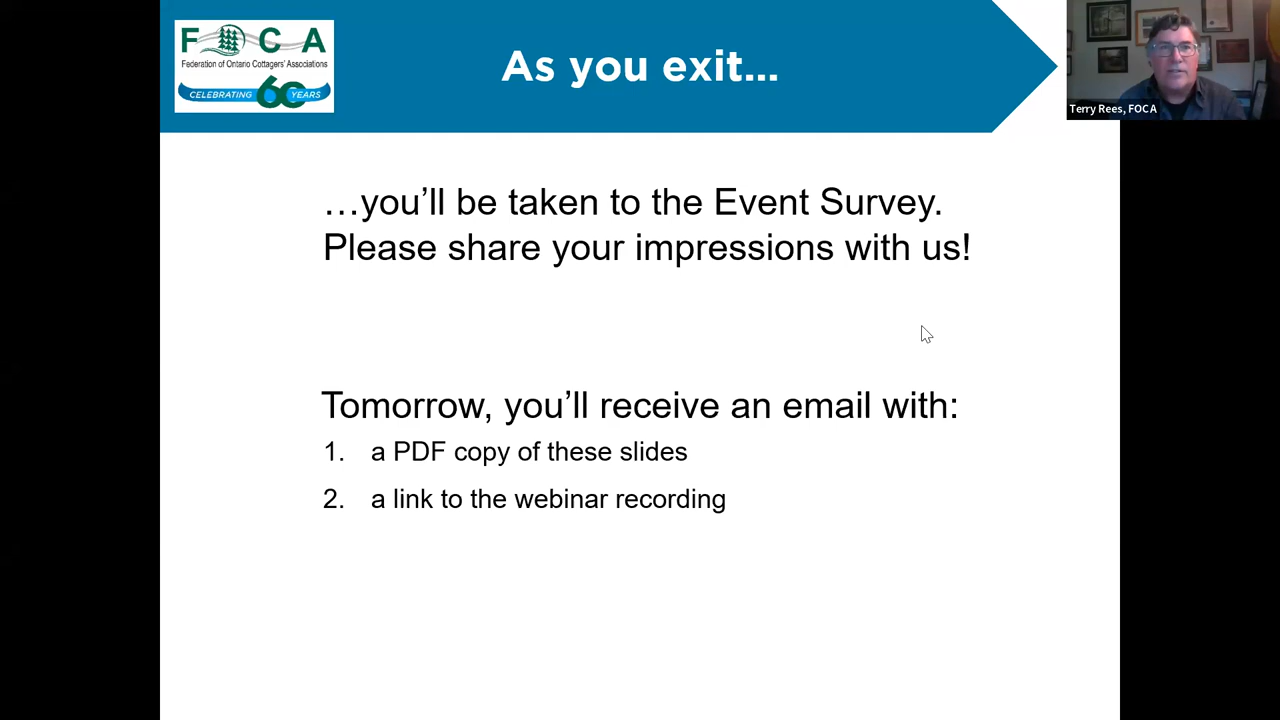 F O C A
Federation of Ontario Cottagers' Associations
CELEBRATING 60 YEARS
As you exit...
Terry Rees, FOCA
…you’ll be taken to the Event Survey.
Please share your impressions with us!
Tomorrow, you’ll receive an email with:
1. a PDF copy of these slides
2. a link to the webinar recording